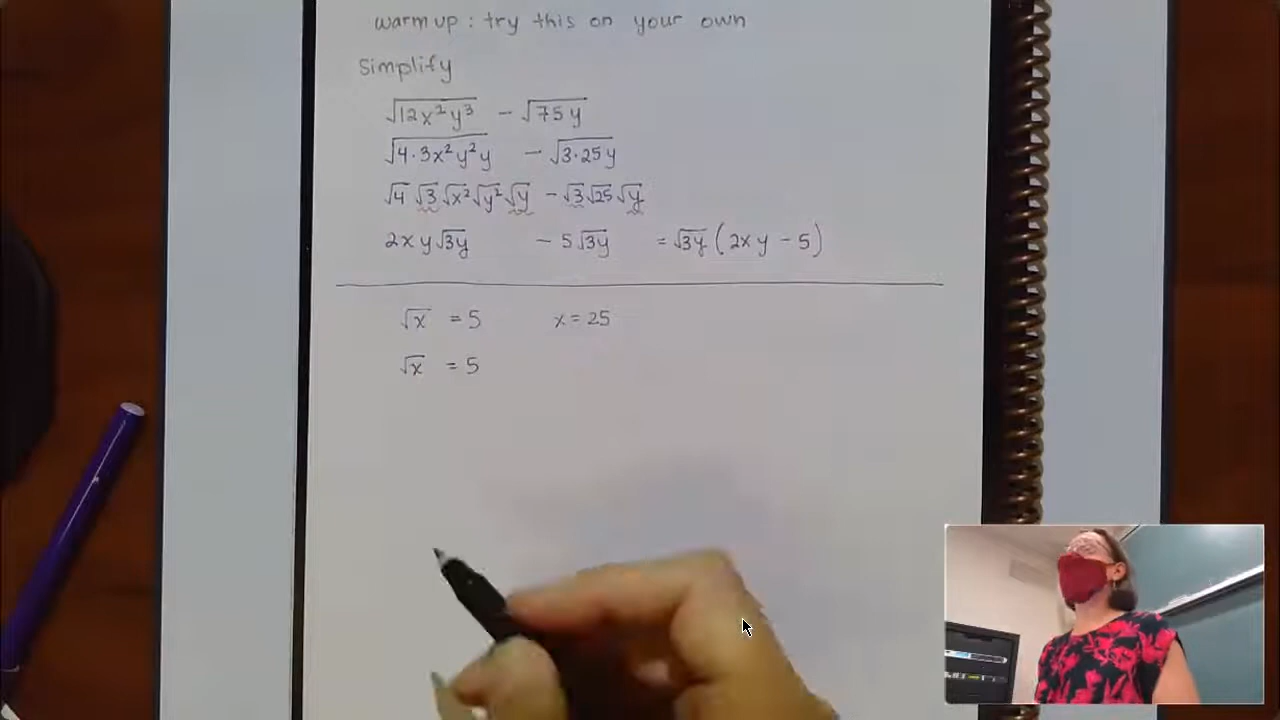 warm up : try this on your own
Simplify
√12x²y³ - √75y
√4·3x²y²y - √3·25y
√4 √3 √x² √y² √y - √3 √25 √y
2xy√3y - 5√3y = √3y (2xy - 5)
√x = 5 x = 25
√x = 5